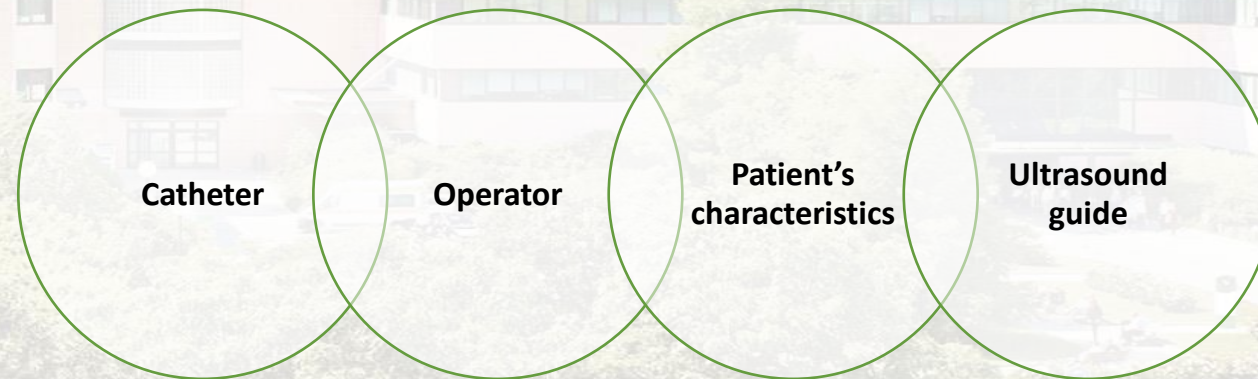 Catheter
Operator
Patient's
characteristics
Ultrasound
guide